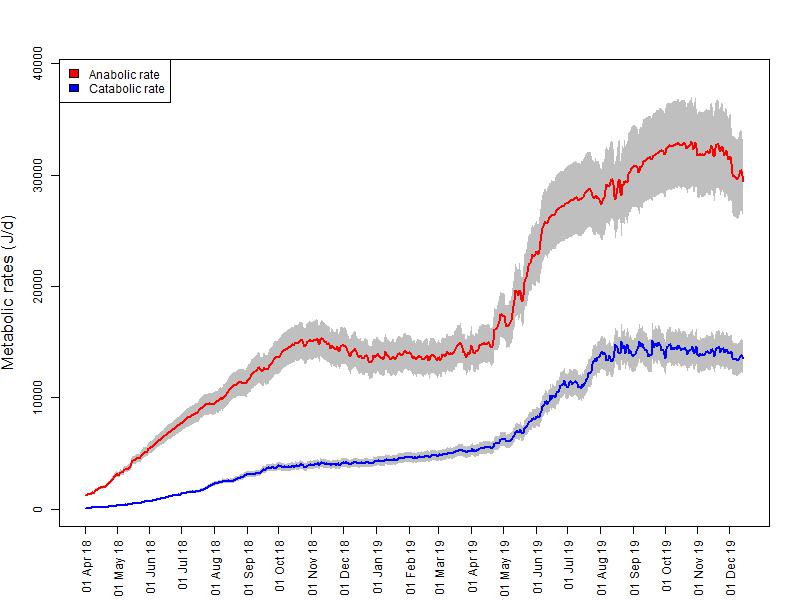 Anabolic rate
Catabolic rate
Metabolic rates (J/d)
40000
30000
20000
10000
0
01 Apr 18
01 May 18
01 Jun 18
01 Jul 18
01 Aug 18
01 Sep 18
01 Oct 18
01 Nov 18
01 Dec 18
01 Jan 19
01 Feb 19
01 Mar 19
01 Apr 19
01 May 19
01 Jun 19
01 Jul 19
01 Aug 19
01 Sep 19
01 Oct 19
01 Nov 19
01 Dec 19